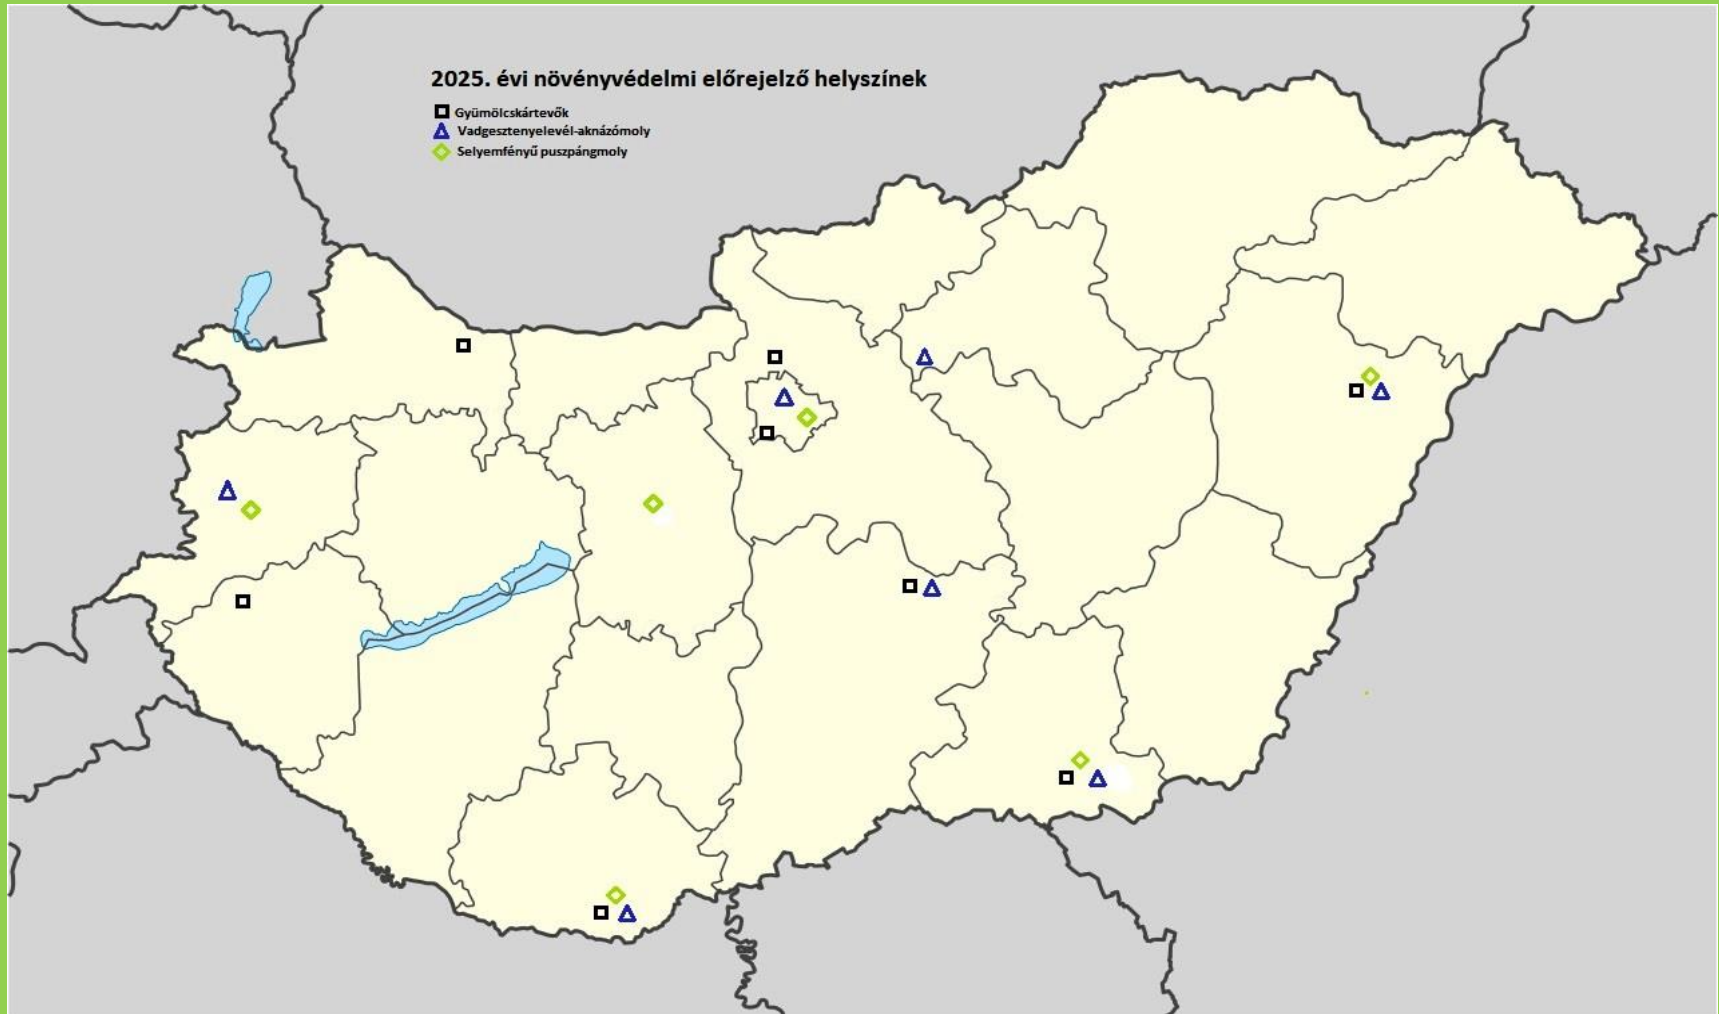 2025. évi növényvédelmi előrejelző helyszínek
Gyümölcskártevők
Vadgesztenyelevél-aknázómoly
Selyemfényű puszpángmoly